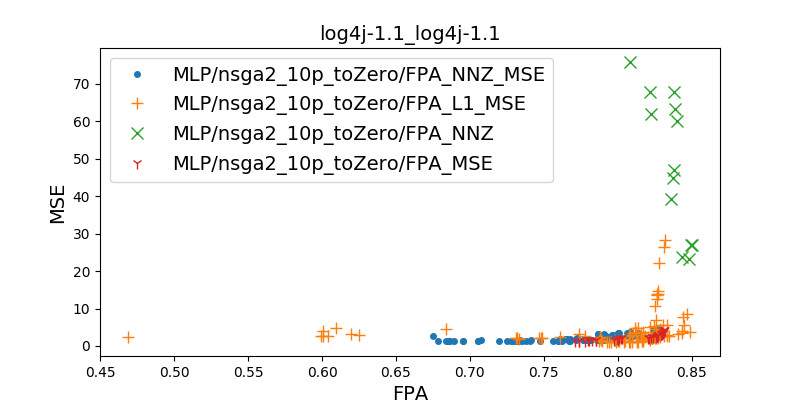 log4j-1.1_log4j-1.1
MLP/nsga2_10p_toZero/FPA_NNZ_MSE
MLP/nsga2_10p_toZero/FPA_L1_MSE
MLP/nsga2_10p_toZero/FPA_NNZ
MLP/nsga2_10p_toZero/FPA_MSE
MSE
70
60
50
40
30
20
10
0
0.45 0.50 0.55 0.60 0.65 0.70 0.75 0.80 0.85
FPA